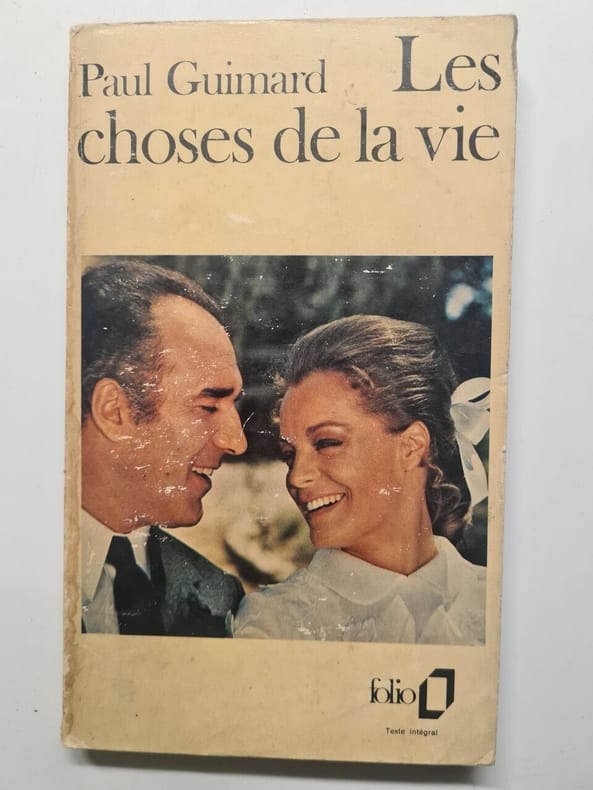 Paul Guimard Les
choses de la vie
folio
Texte intégral